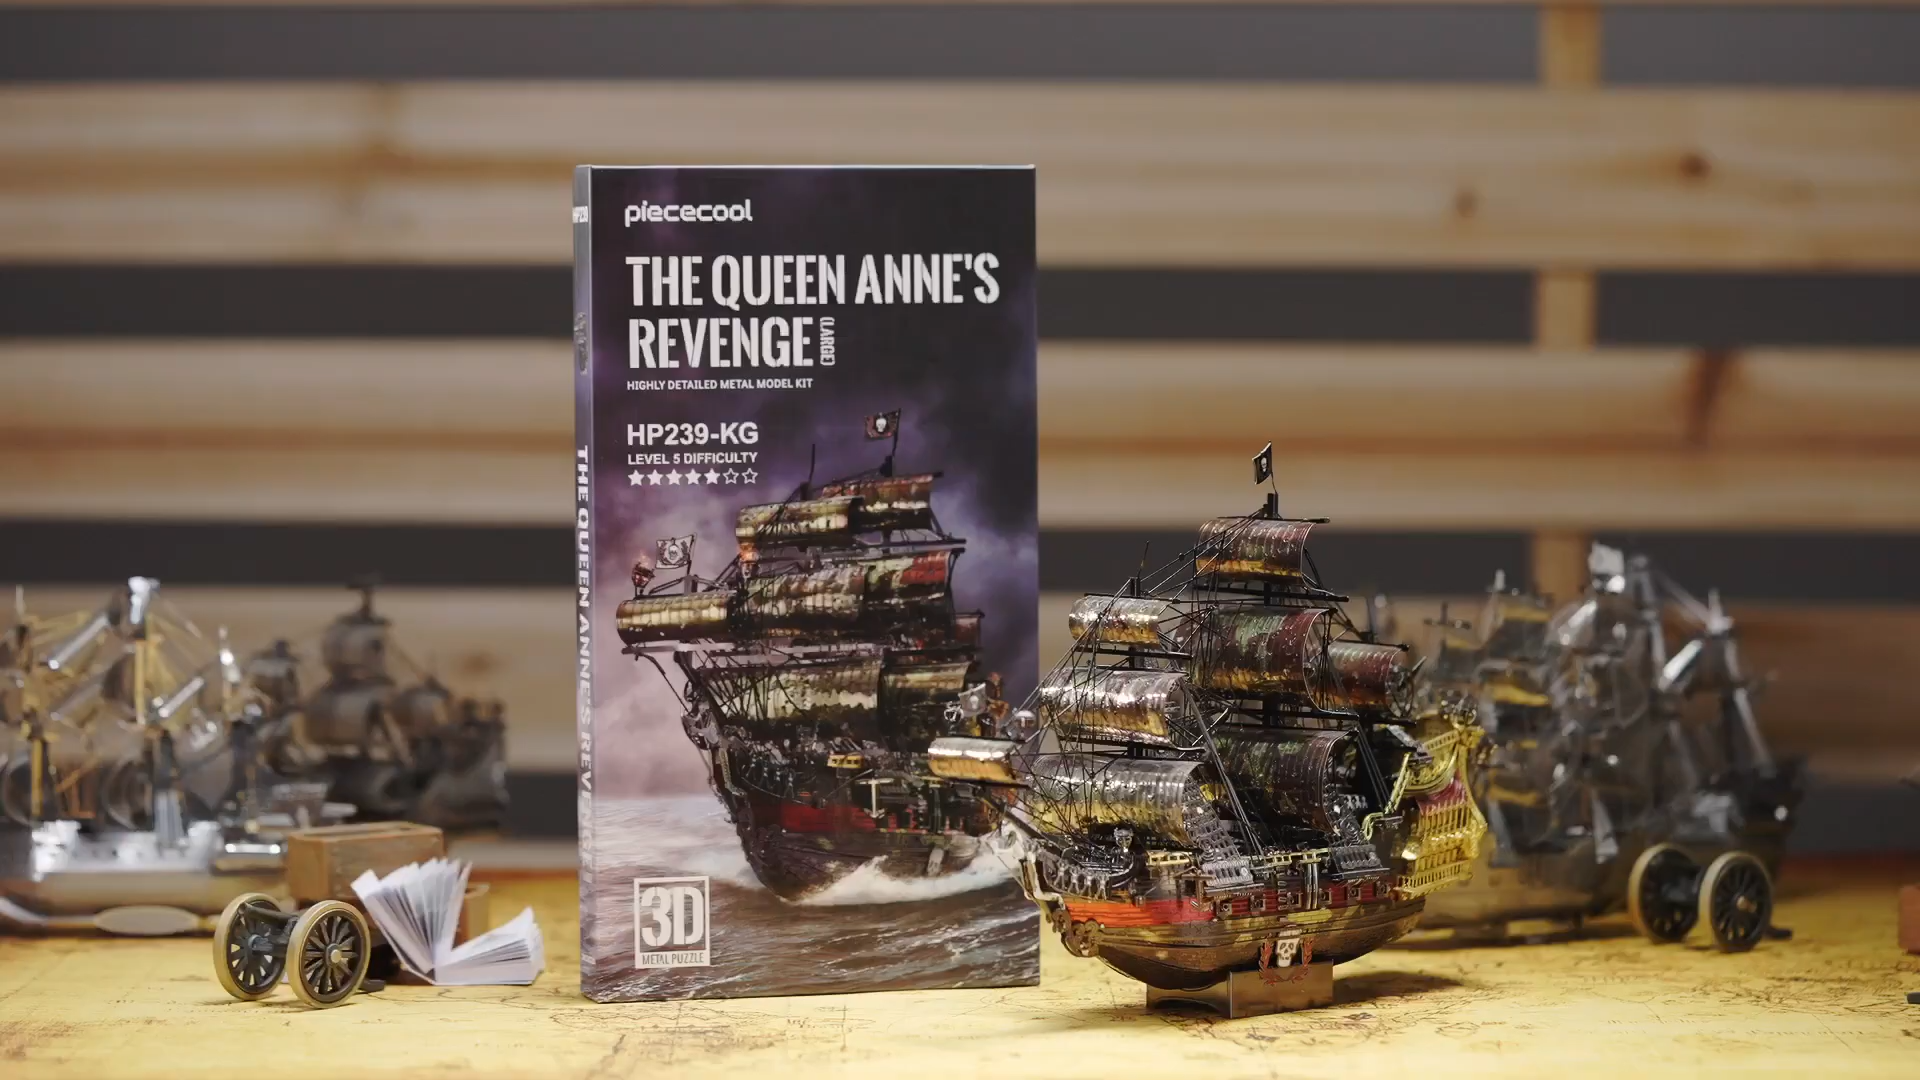 piececool
THE QUEEN ANNE'S
REVENGE (LARGE)
HIGHLY DETAILED METAL MODEL KIT
HP239-KG
LEVEL 5 DIFFICULTY
3D
METAL PUZZLE
HP239
THE QUEEN ANNE'S REVENGE